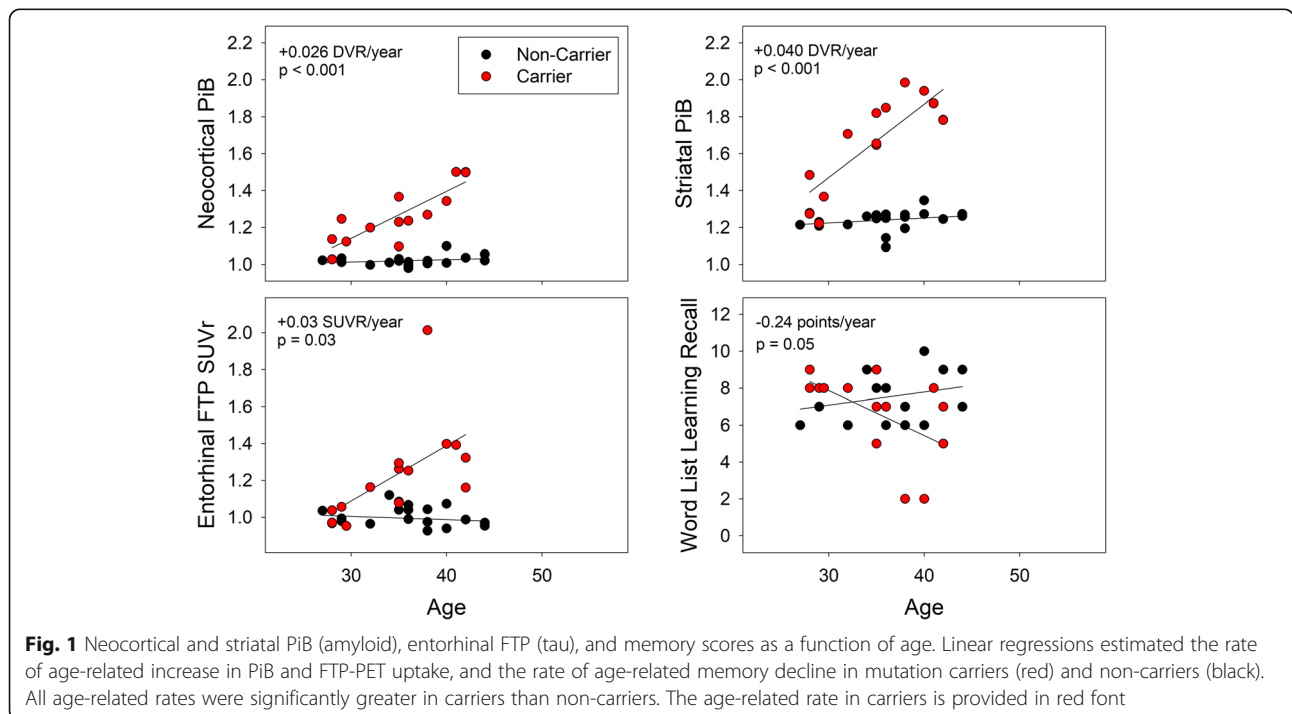 Neocortical PiB
2.2
2.0
1.8
1.6
1.4
1.2
1.0
+0.026 DVR/year
p < 0.001
Non-Carrier
Carrier
Striatal PiB
2.2
2.0
1.8
1.6
1.4
1.2
1.0
+0.040 DVR/year
p < 0.001
Entorhinal FTP SUVr
2.0
1.8
1.6
1.4
1.2
1.0
+0.03 SUVR/year
p = 0.03
30 40 50
Age
Word List Learning Recall
12
10
8
6
4
2
0
-0.24 points/year
p = 0.05
30 40 50
Age
Fig. 1 Neocortical and striatal PiB (amyloid), entorhinal FTP (tau), and memory scores as a function of age. Linear regressions estimated the rate
of age-related increase in PiB and FTP-PET uptake, and the rate of age-related memory decline in mutation carriers (red) and non-carriers (black).
All age-related rates were significantly greater in carriers than non-carriers. The age-related rate in carriers is provided in red font